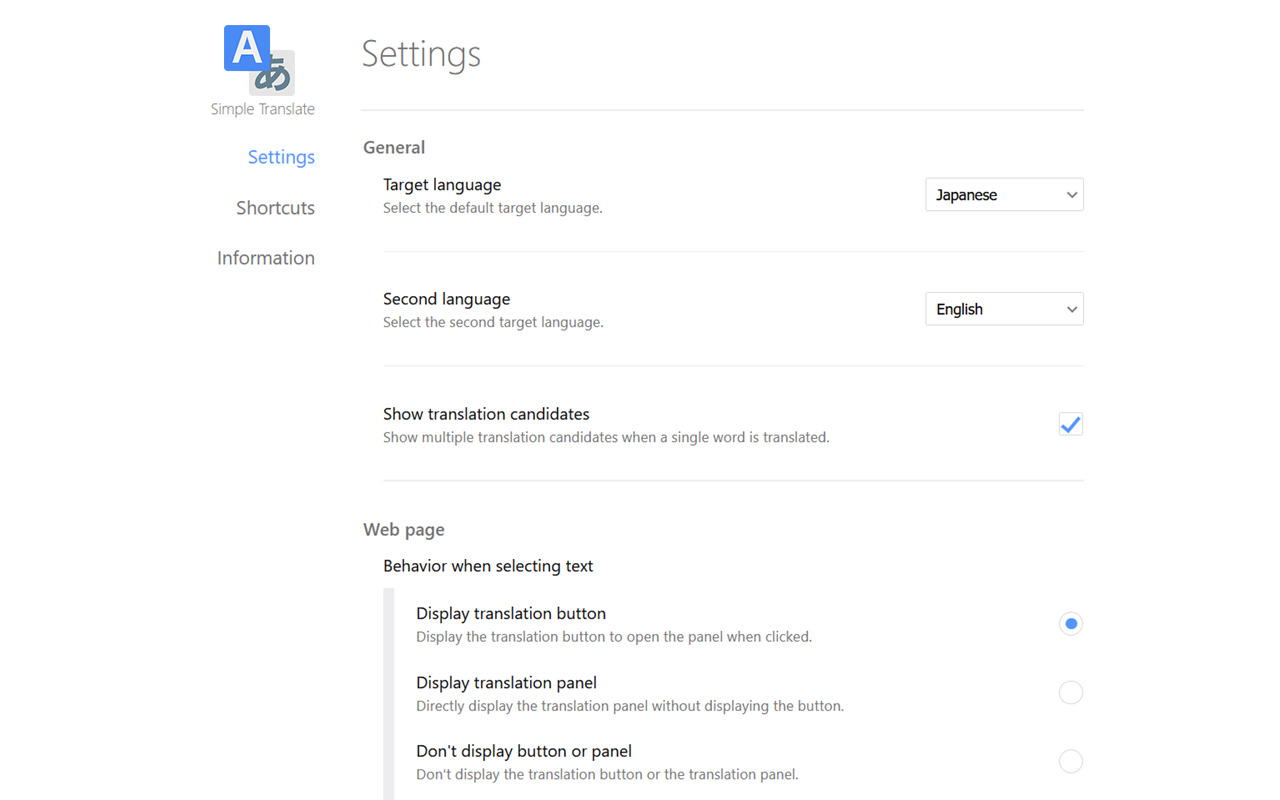 A
あ
Simple Translate
Settings
Shortcuts
Information
Settings
General
Target language
Select the default target language.
Japanese
Second language
Select the second target language.
English
Show translation candidates
Show multiple translation candidates when a single word is translated.
Web page
Behavior when selecting text
Display translation button
Display the translation button to open the panel when clicked.
Display translation panel
Directly display the translation panel without displaying the button.
Don't display button or panel
Don't display the translation button or the translation panel.